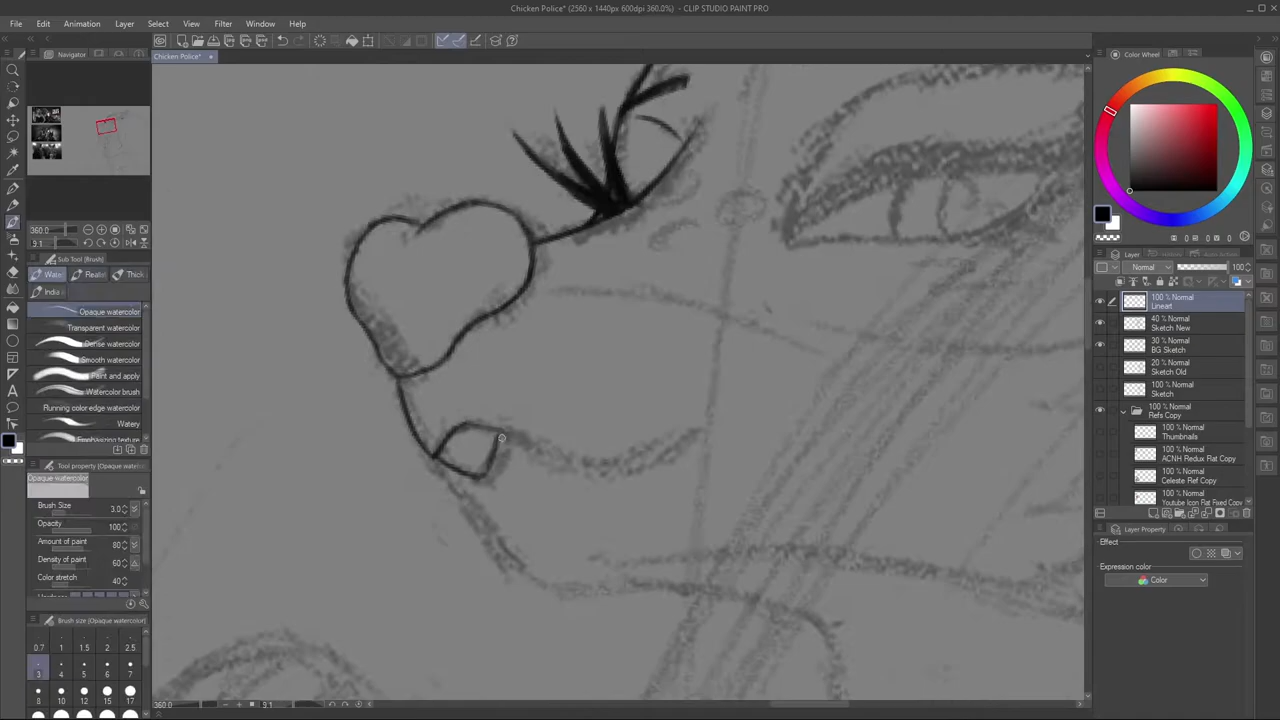 Chicken Police* (2560 x 1440px 600dpi 360.0%) - CLIP STUDIO PAINT PRO
File Edit Animation Layer Select View Filter Window Help
Navigator
Chicken Police*
Color Wheel
360.0
9.1
Sub Tool [Brush]
Water Realis Thick
India
Opaque watercolor
Transparent watercolor
Dense watercolor
Smooth watercolor
Paint and apply
Watercolor brush
Running color edge watercolor
Watery
Emphasizing texture
Tool property [Opaque watercolor]
Opaque watercolor
Brush Size 3.0
Opacity 100
Amount of paint 80
Density of paint 60
Color stretch 40
Brush size [Opaque watercolor]
0.7 1 1.5 2 2.5
3 4 5 6 7
8 10 12 15 17
360.0 9.1
Layer
Normal 100
100 % Normal
Lineart
40 % Normal
Sketch New
30 % Normal
BG Sketch
20 % Normal
Sketch Old
100 % Normal
Sketch
100 % Normal
Refs Copy
100 % Normal
Thumbnails
100 % Normal
ACNH Redux Flat Copy
100 % Normal
Celeste Ref Copy
100 % Normal
Youtube Icon Flat Fixed Copy
Layer Property
Effect
Expression color
Color